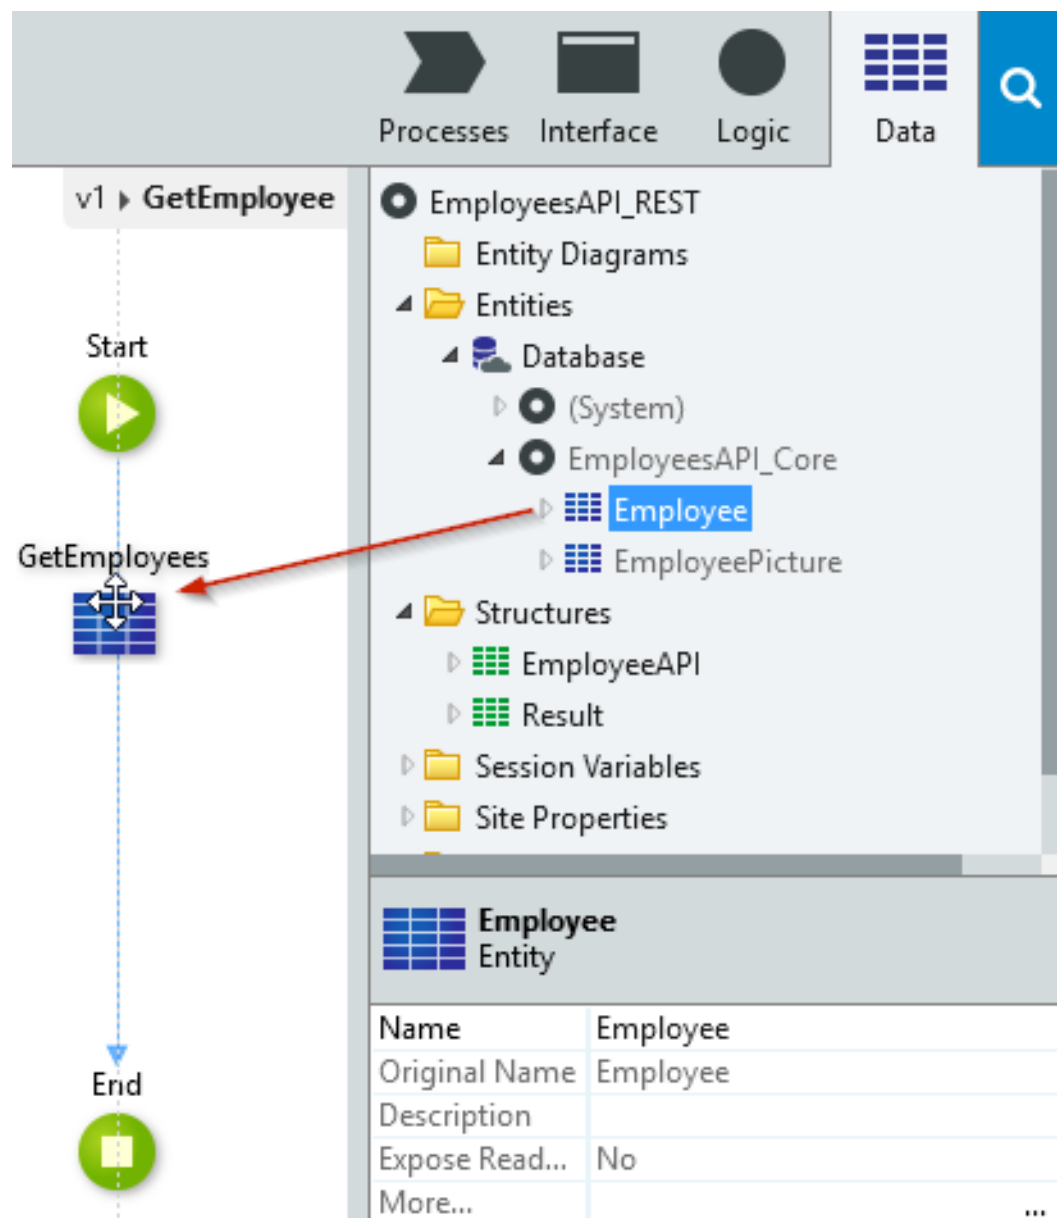 Processes Interface Logic Data
v1 GetEmployee
Start
GetEmployees
End
EmployeesAPI_REST
Entity Diagrams
Entities
Database
(System)
EmployeesAPI_Core
Employee
EmployeePicture
Structures
EmployeeAPI
Result
Session Variables
Site Properties
Employee
Entity
Name Employee
Original Name Employee
Description
Expose Read... No
More... ...